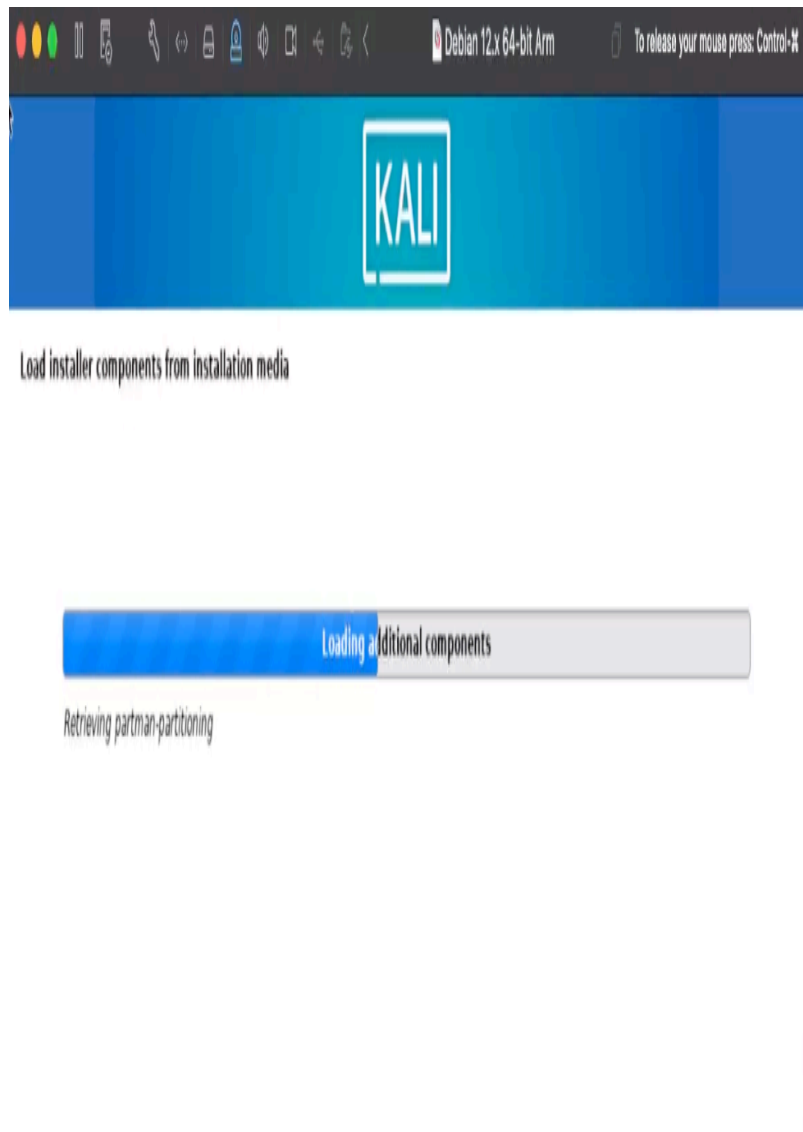 Debian 12.x 64-bit Arm
To release your mouse press: Control-⌘
KALI
Load installer components from installation media
Loading additional components
Retrieving partman-partitioning